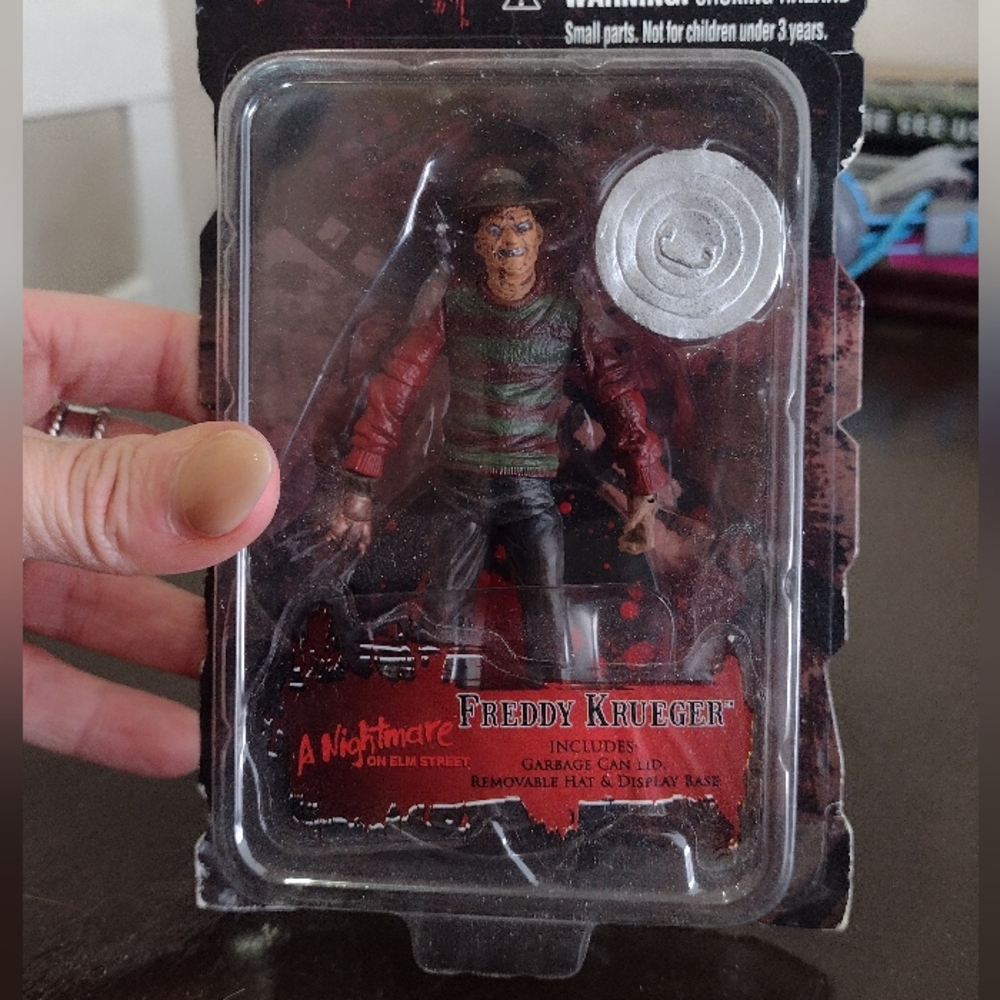 WARNING: CHOKING HAZARD
Small parts. Not for children under 3 years.
FREDDY KRUEGER™
A Nightmare
ON ELM STREET
INCLUDES:
GARBAGE CAN LID,
REMOVABLE HAT & DISPLAY BASE